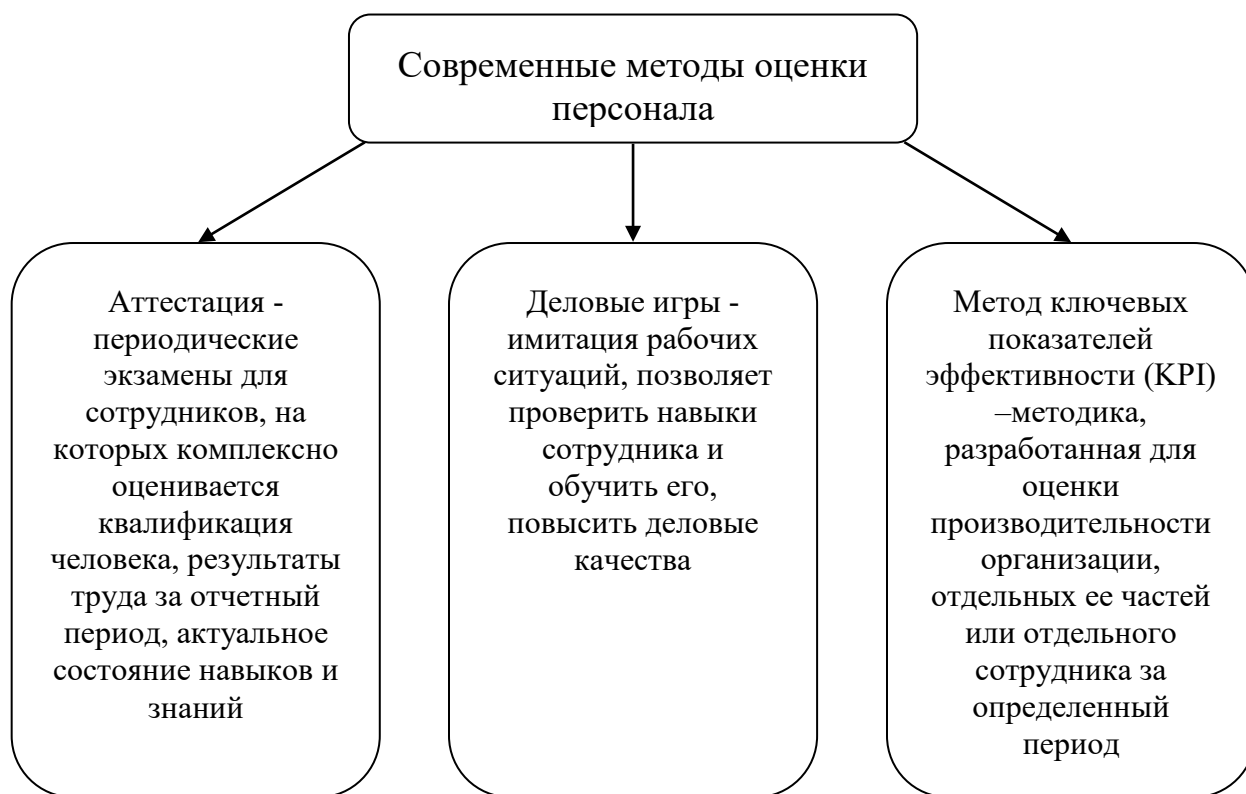 Современные методы оценки
персонала
Аттестация -
периодические
экзамены для
сотрудников, на
которых комплексно
оценивается
квалификация
человека, результаты
труда за отчетный
период, актуальное
состояние навыков и
знаний
Деловые игры -
имитация рабочих
ситуаций, позволяет
проверить навыки
сотрудника и
обучить его,
повысить деловые
качества
Метод ключевых
показателей
эффективности (KPI)
–методика,
разработанная для
оценки
производительности
организации,
отдельных ее частей
или отдельного
сотрудника за
определенный
период